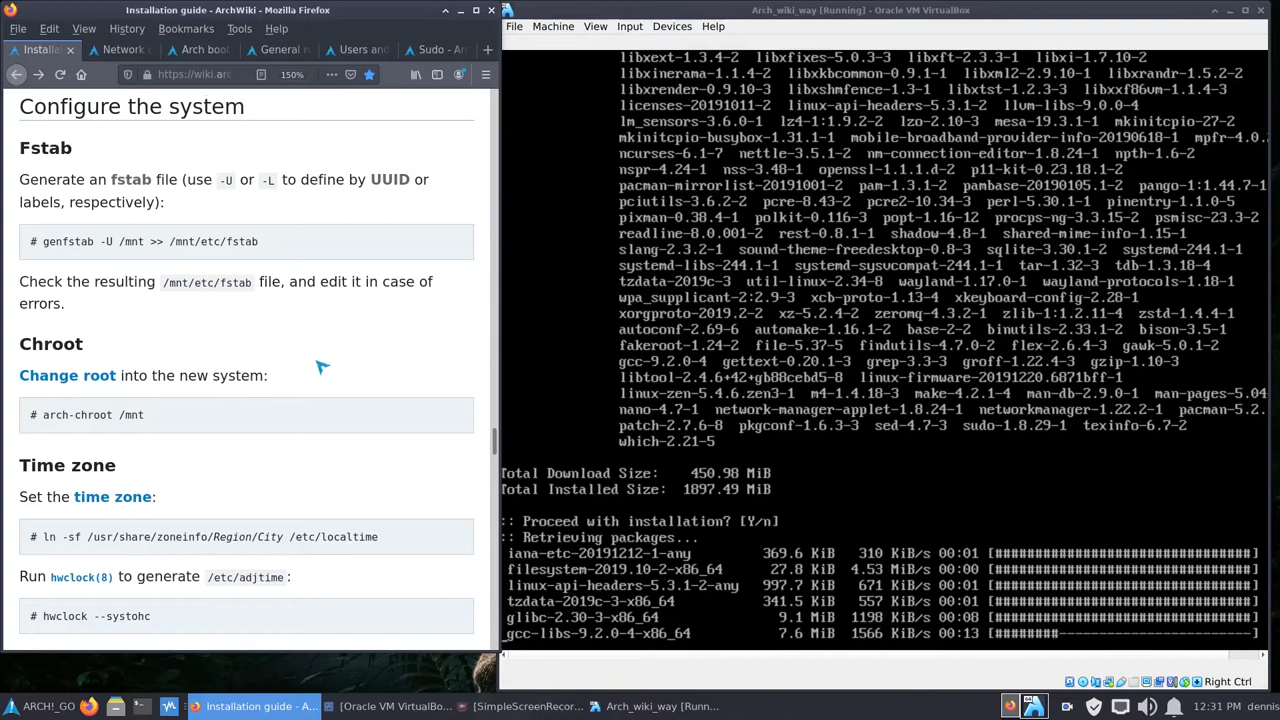 Installation guide - ArchWiki - Mozilla Firefox
File Edit View History Bookmarks Tools Help
Installa
Network
Arch boo
General r
Users and
Sudo - Ar
https://wiki.ar
150%
Configure the system
Fstab
Generate an fstab file (use -U or -L to define by UUID or
labels, respectively):
# genfstab -U /mnt >> /mnt/etc/fstab
Check the resulting /mnt/etc/fstab file, and edit it in case of
errors.
Chroot
Change root into the new system:
# arch-chroot /mnt
Time zone
Set the time zone:
# ln -sf /usr/share/zoneinfo/Region/City /etc/localtime
Run hwclock(8) to generate /etc/adjtime:
# hwclock --systohc
Arch_wiki_way [Running] - Oracle VM VirtualBox
File Machine View Input Devices Help
libxext-1.3.4-2 libxfixes-5.0.3-3 libxft-2.3.3-1 libxi-1.7.10-2
libxinerama-1.1.4-2 libxkbcommon-0.9.1-1 libxml2-2.9.10-1 libxrandr-1.5.2-2
libxrender-0.9.10-3 libxshmfence-1.3-1 libxtst-1.2.3-3 libxxf86vm-1.1.4-3
licenses-20191011-2 linux-api-headers-5.3.1-2 llvm-libs-9.0.0-4
lm_sensors-3.6.0-1 lz4-1:1.9.2-2 lzo-2.10-3 mesa-19.3.1-1 mkinitcpio-27-2
mkinitcpio-busybox-1.31.1-1 mobile-broadband-provider-info-20190618-1 mpfr-4.0.
ncurses-6.1-7 nettle-3.5.1-2 nm-connection-editor-1.8.24-1 npth-1.6-2
nspr-4.24-1 nss-3.48-1 openssl-1.1.1.d-2 p11-kit-0.23.18.1-2
pacman-mirrorlist-20191001-2 pam-1.3.1-2 pambase-20190105.1-2 pango-1:1.44.7-1
pciutils-3.6.2-2 pcre-8.43-2 pcre2-10.34-3 perl-5.30.1-1 pinentry-1.1.0-5
pixman-0.38.4-1 polkit-0.116-3 popt-1.16-12 procps-ng-3.3.15-2 psmisc-23.3-2
readline-8.0.001-2 rest-0.8.1-1 shadow-4.8-1 shared-mime-info-1.15-1
slang-2.3.2-1 sound-theme-freedesktop-0.8-3 sqlite-3.30.1-2 systemd-244.1-1
systemd-libs-244.1-1 systemd-sysvcompat-244.1-1 tar-1.32-3 tdb-1.3.18-4
tzdata-2019c-3 util-linux-2.34-8 wayland-1.17.0-1 wayland-protocols-1.18-1
wpa_supplicant-2:2.9-3 xcb-proto-1.13-4 xkeyboard-config-2.28-1
xorgproto-2019.2-2 xz-5.2.4-2 zeromq-4.3.2-1 zlib-1:1.2.11-4 zstd-1.4.4-1
autoconf-2.69-6 automake-1.16.1-2 base-2-2 binutils-2.33.1-2 bison-3.5-1
fakeroot-1.24-2 file-5.37-5 findutils-4.7.0-2 flex-2.6.4-3 gawk-5.0.1-2
gcc-9.2.0-4 gettext-0.20.1-3 grep-3.3-3 groff-1.22.4-3 gzip-1.10-3
libtool-2.4.6+42+gb88cebd5-8 linux-firmware-20191220.6871bff-1
linux-zen-5.4.6.zen3-1 m4-1.4.18-3 make-4.2.1-4 man-db-2.9.0-1 man-pages-5.04
nano-4.7-1 network-manager-applet-1.8.24-1 networkmanager-1.22.2-1 pacman-5.2.
patch-2.7.6-8 pkgconf-1.6.3-3 sed-4.7-3 sudo-1.8.29-1 texinfo-6.7-2
which-2.21-5
Total Download Size: 450.98 MiB
Total Installed Size: 1897.49 MiB
:: Proceed with installation? [Y/n]
:: Retrieving packages...
iana-etc-20191212-1-any 369.6 KiB 310 KiB/s 00:01 [################################]
filesystem-2019.10-2-x86_64 27.8 KiB 4.53 MiB/s 00:00 [################################]
linux-api-headers-5.3.1-2-any 997.7 KiB 671 KiB/s 00:01 [################################]
tzdata-2019c-3-x86_64 341.5 KiB 557 KiB/s 00:01 [################################]
glibc-2.30-3-x86_64 9.1 MiB 1198 KiB/s 00:08 [################################]
gcc-libs-9.2.0-4-x86_64 7.6 MiB 1566 KiB/s 00:13 [########------------------------]
Right Ctrl
ARCH!_GO
Installation guide - A...
[Oracle VM VirtualBo...
[SimpleScreenRecor...
Arch_wiki_way [Runn...
12:31 PM
dennis